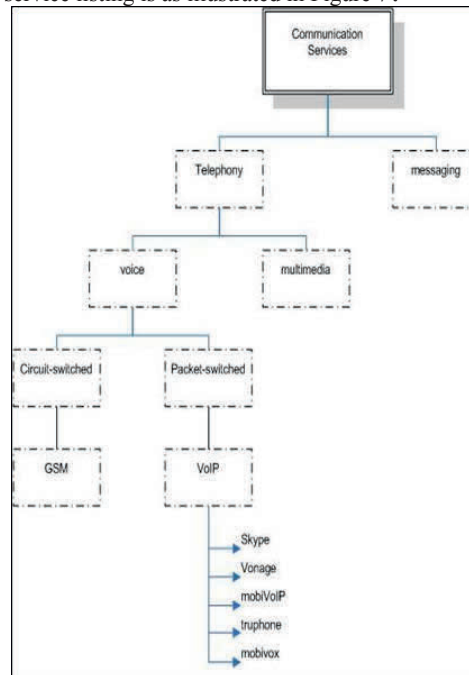 service listing is as illustrated in Figure 7.
Communication
Services
Telephony
messaging
voice
multimedia
Circuit-switched
Packet-switched
GSM
VoIP
Skype
Vonage
mobiVoIP
truphone
mobivox